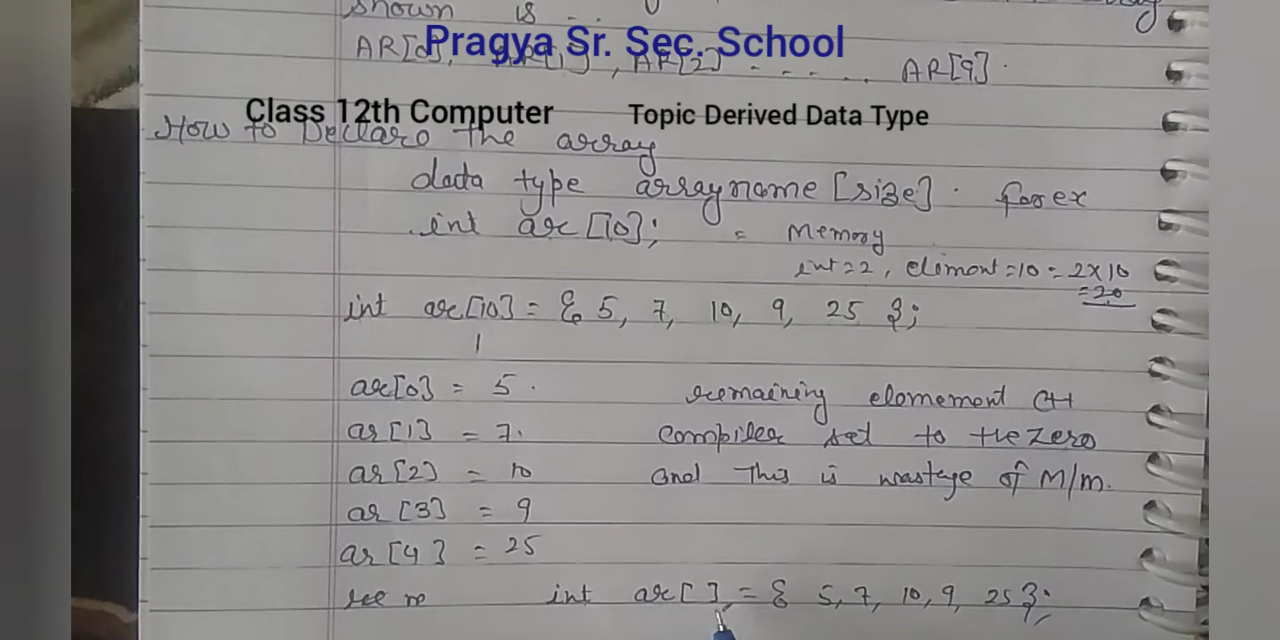 shown is - .
Pragya Sr. Sec. School
AR[0], AR[1], AR[2] - - - . . . AR[9].
Class 12th Computer Topic Derived Data Type
How to Declare the array
data type arrayname [size]. for ex
int ar [10]; = Memory
int = 2, element = 10 = 2 x 10
= 20
int ar[10] = { 5, 7, 10, 9, 25 };
ar[0] = 5. remaining elomement C++
ar [1] = 7. compiler set to the zero
ar [2] = 10 and This is wastage of M/m.
ar [3] = 9
ar [4] = 25
int ar[ ] = { 5, 7, 10, 9, 25 };